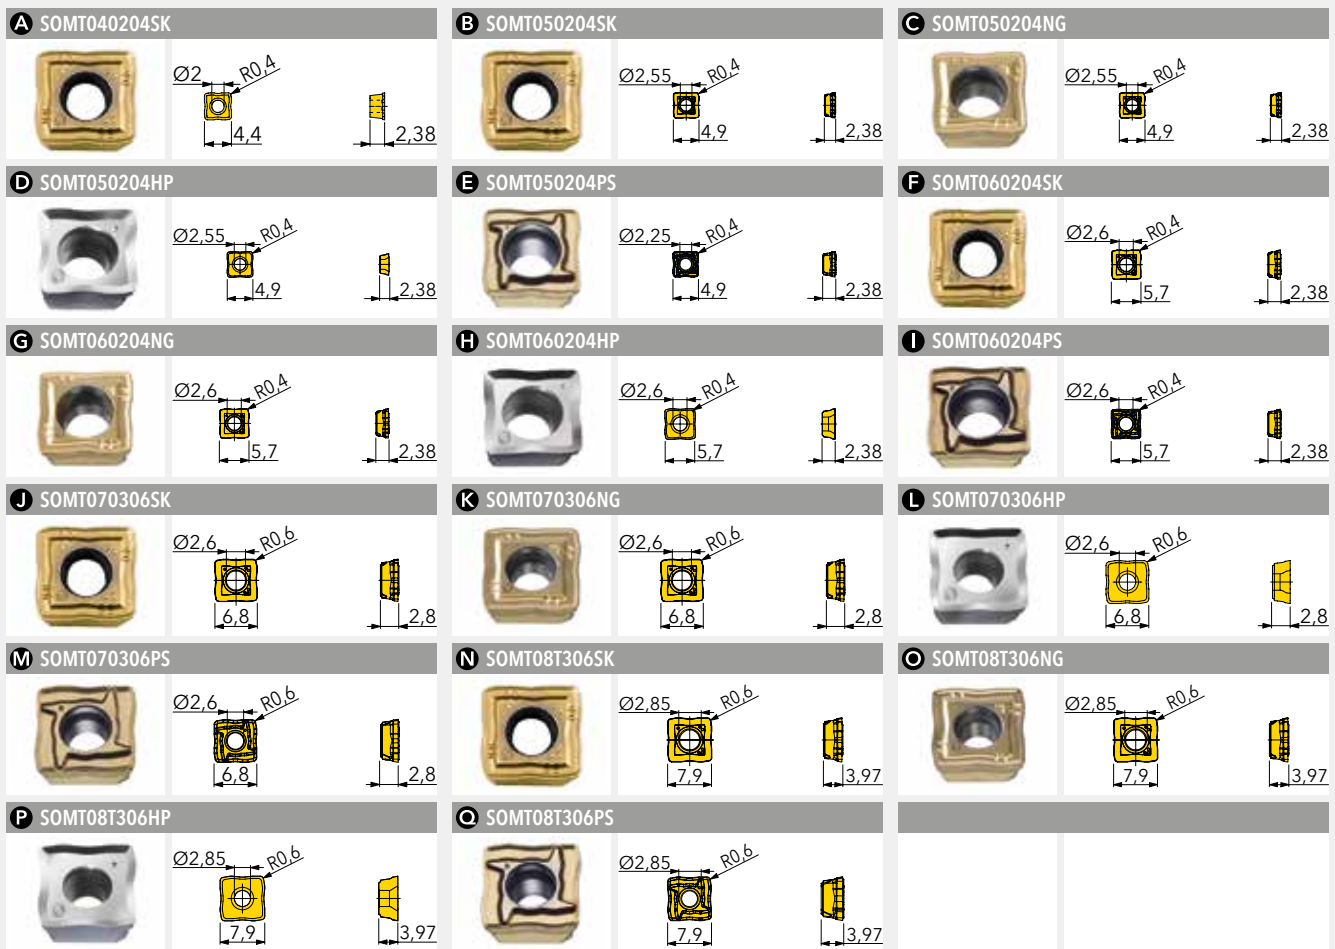 A SOMT040204SK
Ø2 R0,4
4,4 2,38
B SOMT050204SK
Ø2,55 R0,4
4,9 2,38
C SOMT050204NG
Ø2,55 R0,4
4,9 2,38
D SOMT050204HP
Ø2,55 R0,4
4,9 2,38
E SOMT050204PS
Ø2,25 R0,4
4,9 2,38
F SOMT060204SK
Ø2,6 R0,4
5,7 2,38
G SOMT060204NG
Ø2,6 R0,4
5,7 2,38
H SOMT060204HP
Ø2,6 R0,4
5,7 2,38
I SOMT060204PS
Ø2,6 R0,4
5,7 2,38
J SOMT070306SK
Ø2,6 R0,6
6,8 2,8
K SOMT070306NG
Ø2,6 R0,6
6,8 2,8
L SOMT070306HP
Ø2,6 R0,6
6,8 2,8
M SOMT070306PS
Ø2,6 R0,6
6,8 2,8
N SOMT08T306SK
Ø2,85 R0,6
7,9 3,97
O SOMT08T306NG
Ø2,85 R0,6
7,9 3,97
P SOMT08T306HP
Ø2,85 R0,6
7,9 3,97
Q SOMT08T306PS
Ø2,85 R0,6
7,9 3,97